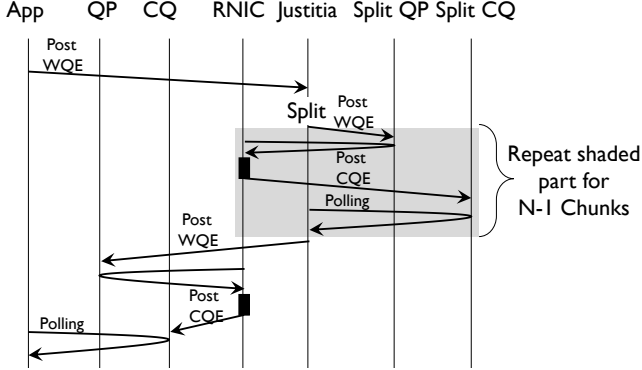 App QP CQ RNIC Justitia Split QP Split CQ
Post
WQE
Split
Post
WQE
Post
CQE
Polling
Repeat shaded
part for
N-1 Chunks
Post
WQE
Post
CQE
Polling